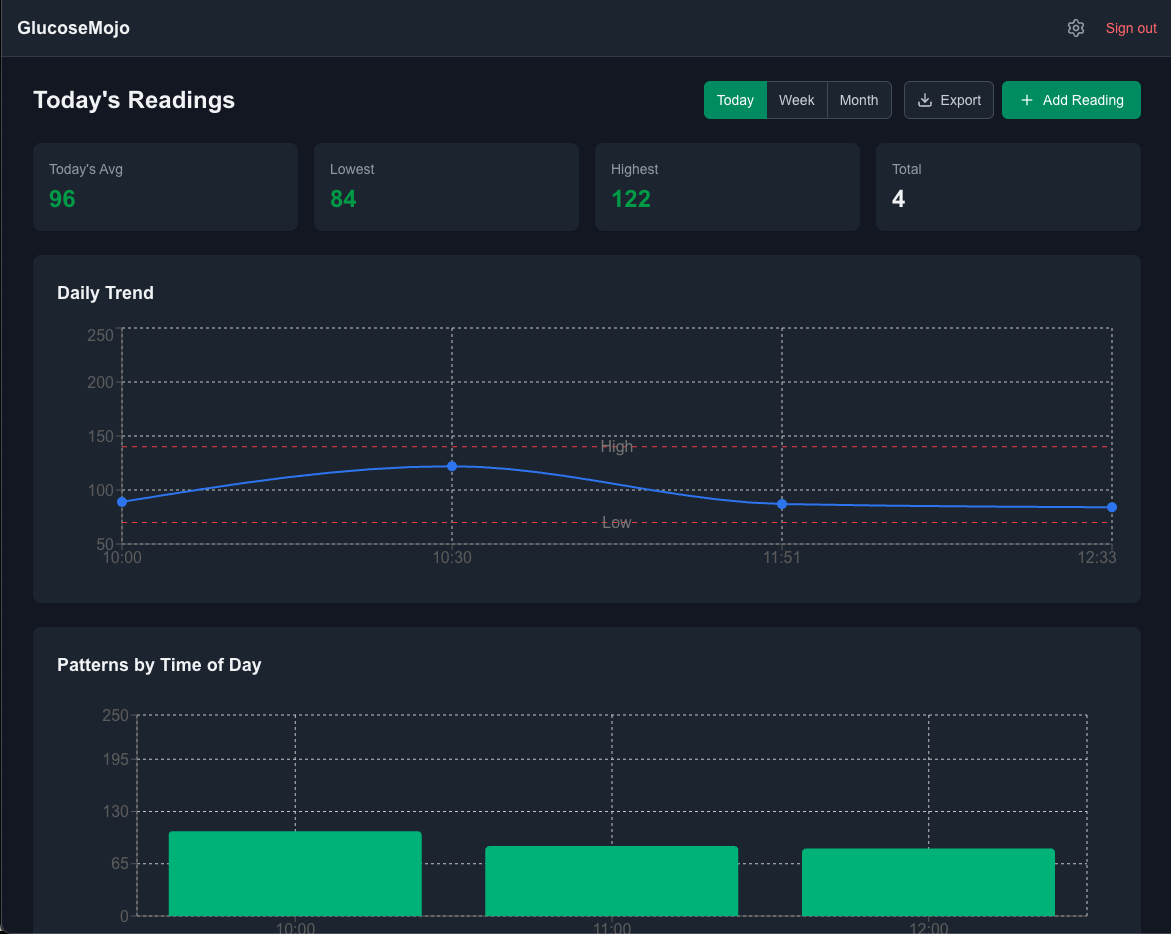 GlucoseMojo
Sign out
Today's Readings
Today
Week
Month
Export
+ Add Reading
Today's Avg
96
Lowest
84
Highest
122
Total
4
Daily Trend
250
200
150
100
50
High
Low
10:00
10:30
11:51
12:33
Patterns by Time of Day
250
195
130
65
0
10:00
11:00
12:00